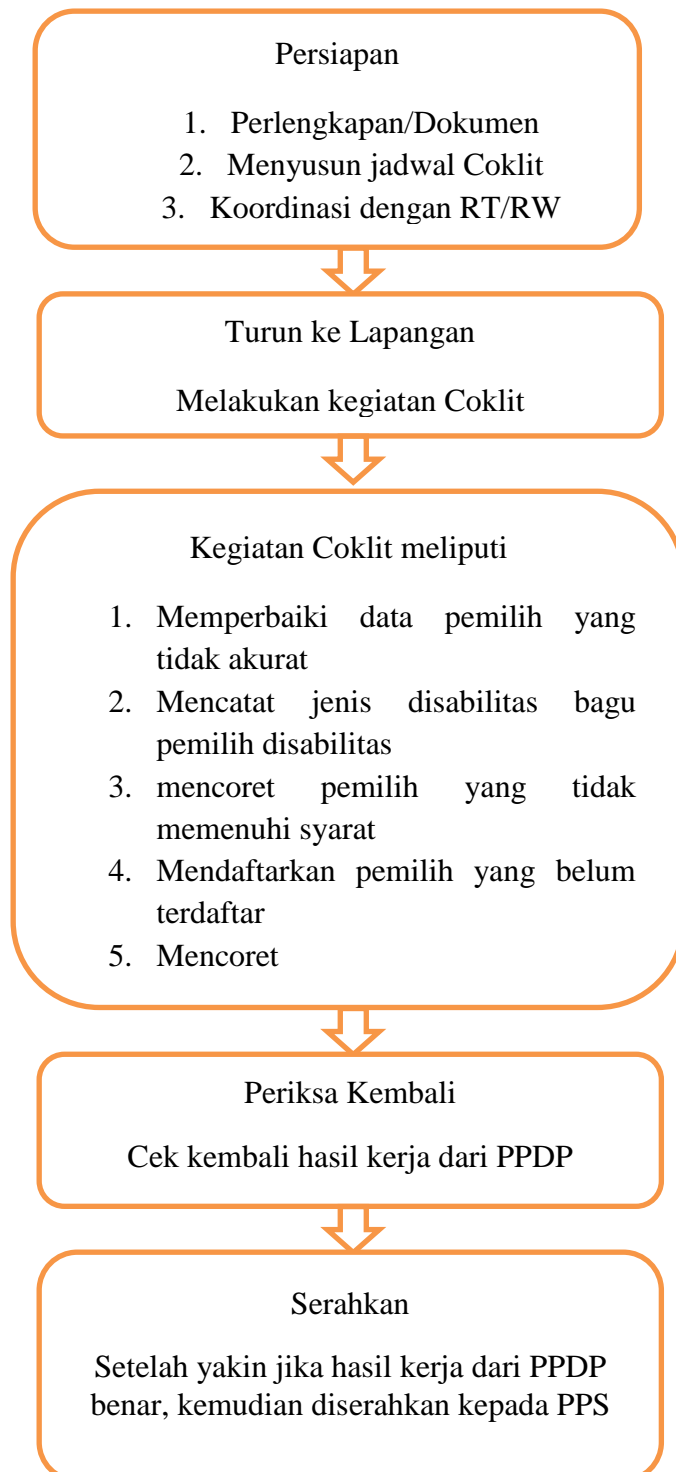 Persiapan
1. Perlengkapan/Dokumen
2. Menyusun jadwal Coklit
3. Koordinasi dengan RT/RW
Turun ke Lapangan
Melakukan kegiatan Coklit
Kegiatan Coklit meliputi
1. Memperbaiki data pemilih yang
tidak akurat
2. Mencatat jenis disabilitas bagu
pemilih disabilitas
3. mencoret pemilih yang tidak
memenuhi syarat
4. Mendaftarkan pemilih yang belum
terdaftar
5. Mencoret
Periksa Kembali
Cek kembali hasil kerja dari PPDP
Serahkan
Setelah yakin jika hasil kerja dari PPDP
benar, kemudian diserahkan kepada PPS